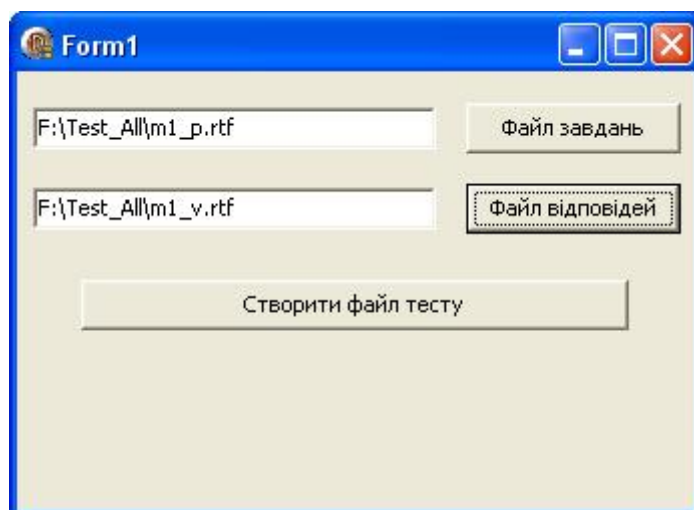 Form1
F:\Test_All\m1_p.rtf
Файл завдань
F:\Test_All\m1_v.rtf
Файл відповідей
Створити файл тесту